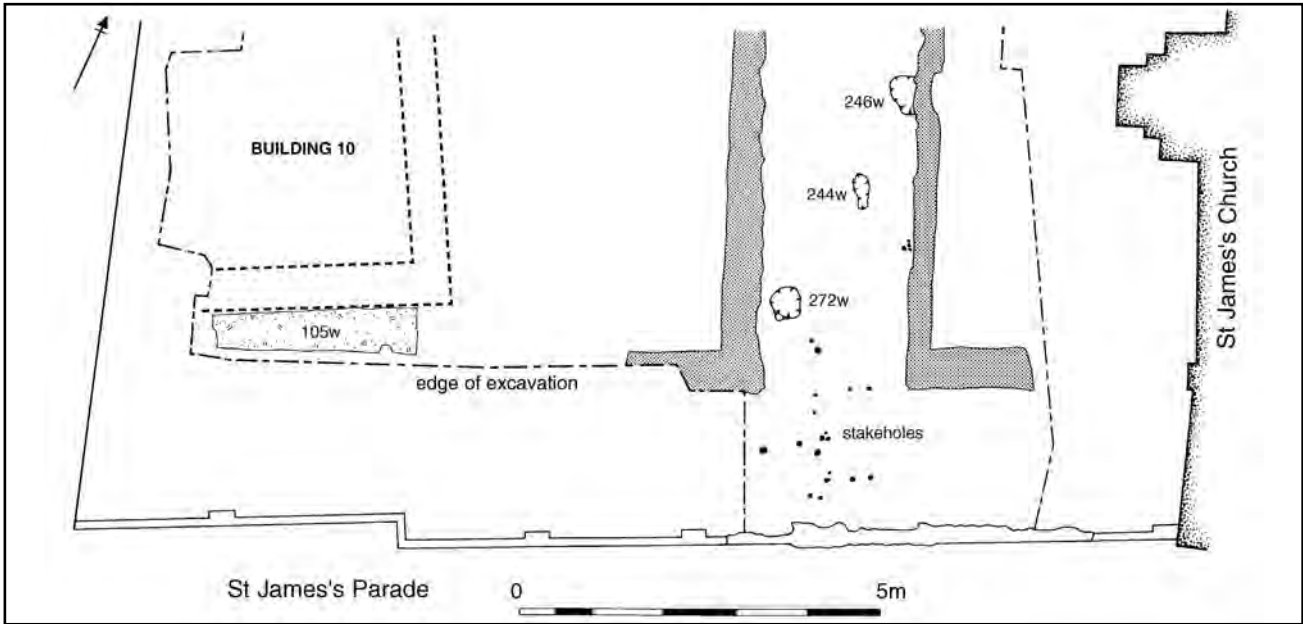 246w
BUILDING 10
244w
St James's Church
272w
105w
edge of excavation
stakeholes
St James's Parade
0 5m